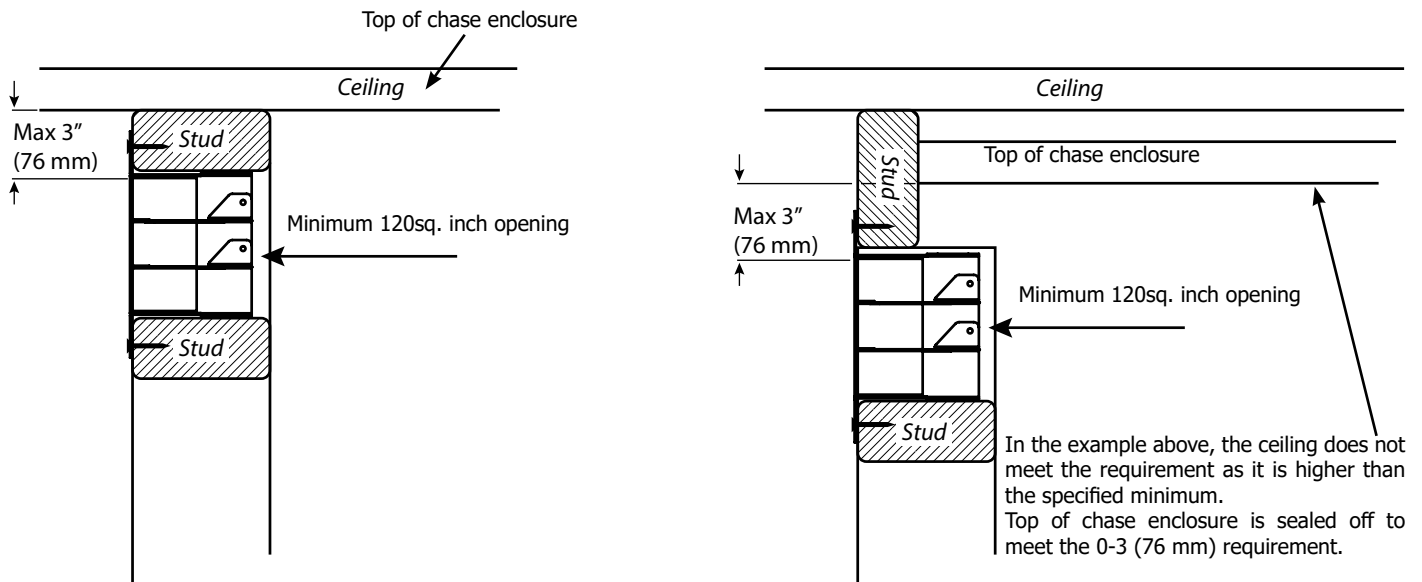 Top of chase enclosure
Ceiling
Max 3”
(76 mm)
Stud
Minimum 120sq. inch opening
Stud
Ceiling
Top of chase enclosure
Stud
Max 3”
(76 mm)
Minimum 120sq. inch opening
Stud
In the example above, the ceiling does not
meet the requirement as it is higher than
the specified minimum.
Top of chase enclosure is sealed off to
meet the 0-3 (76 mm) requirement.